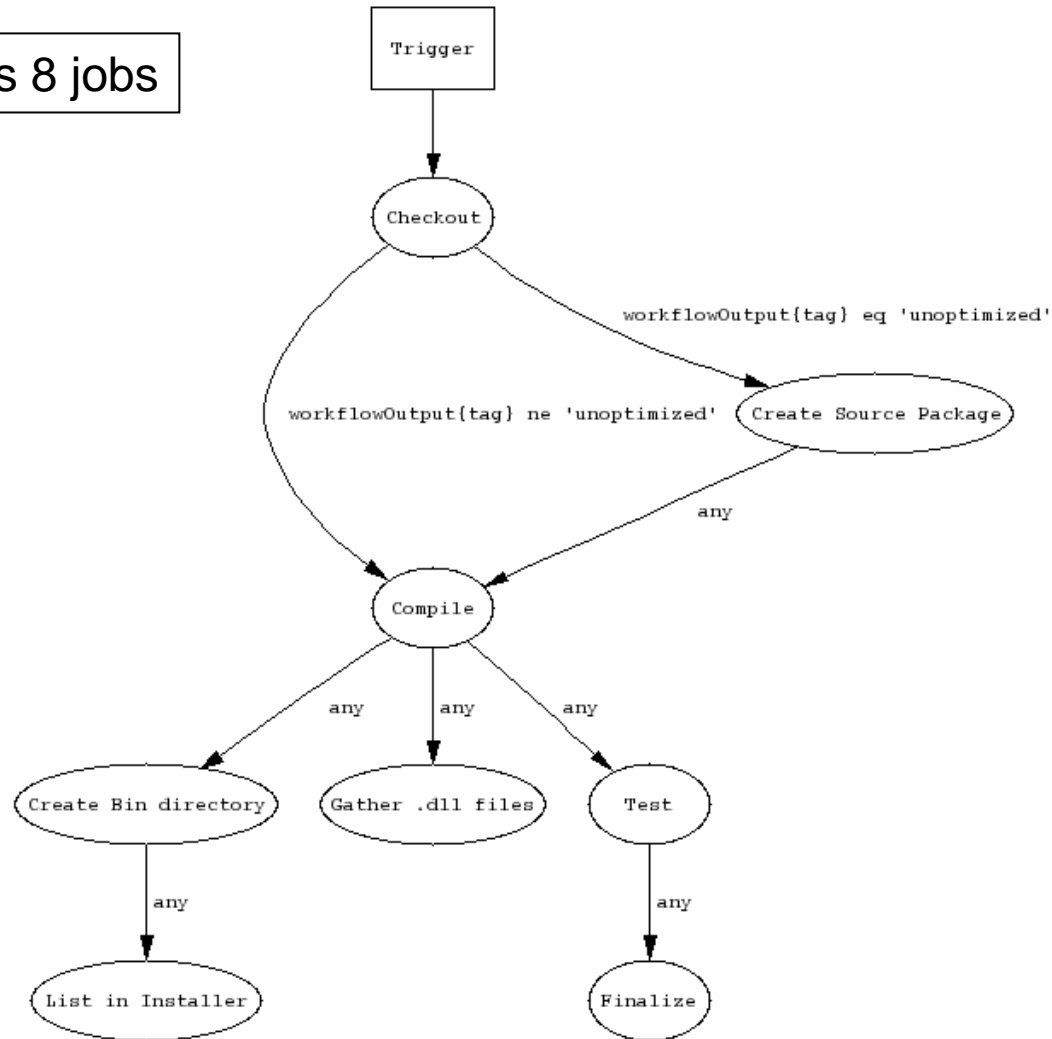 s 8 jobs
Trigger
Checkout
workflowOutput{tag} eq 'unoptimized'
workflowOutput{tag} ne 'unoptimized'
Create Source Package
any
Compile
any
any
any
Create Bin directory
Gather .dll files
Test
any
any
List in Installer
Finalize